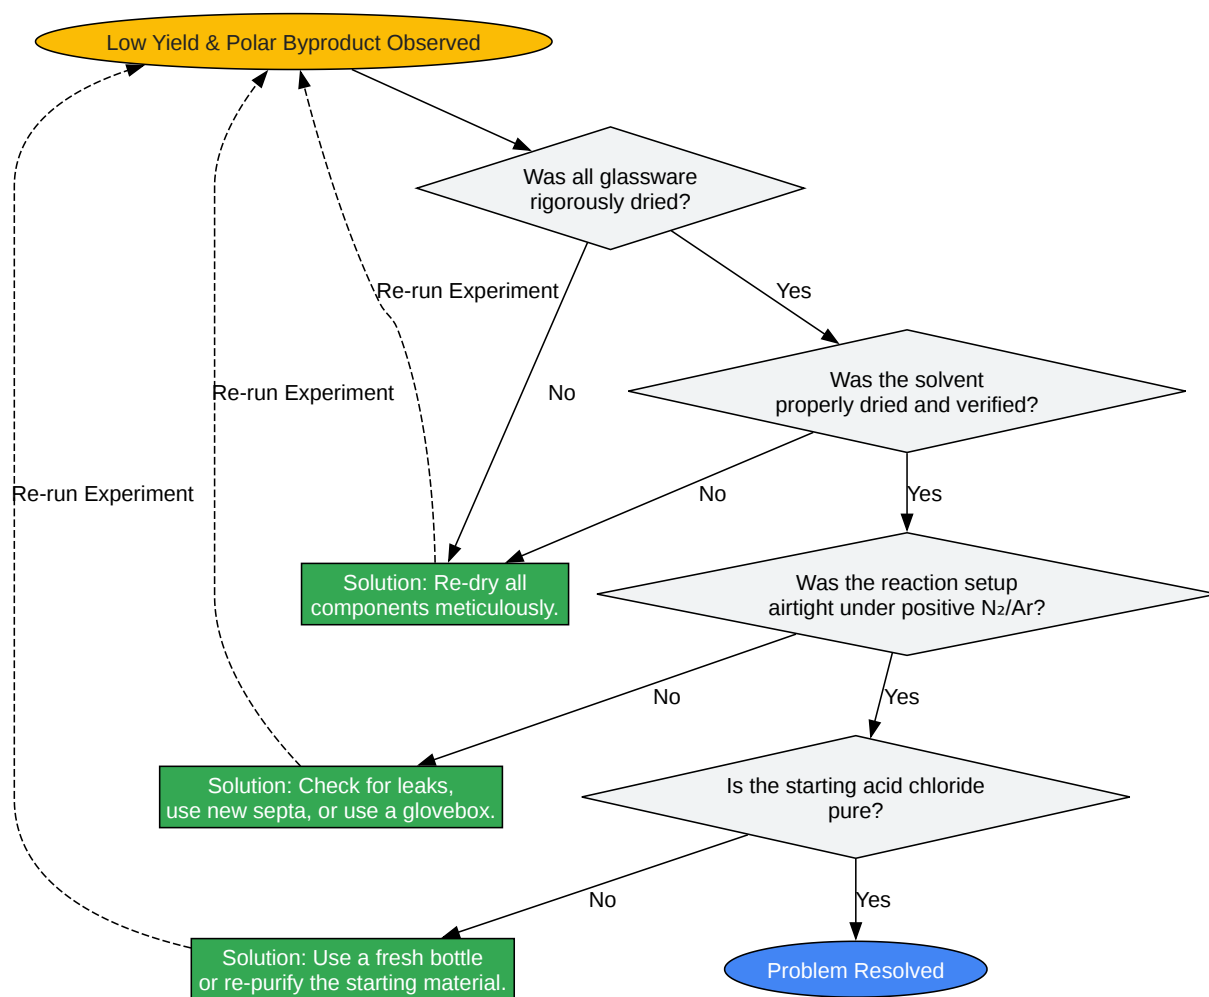 Low Yield & Polar Byproduct Observed
Was all glassware
rigorously dried?
Re-run Experiment
Yes
Was the solvent
properly dried and verified?
Re-run Experiment
No
Re-run Experiment
No
Yes
Solution: Re-dry all
components meticulously.
Was the reaction setup
airtight under positive N₂/Ar?
No
Yes
Solution: Check for leaks,
use new septa, or use a glovebox.
Is the starting acid chloride
pure?
No
Yes
Solution: Use a fresh bottle
or re-purify the starting material.
Problem Resolved